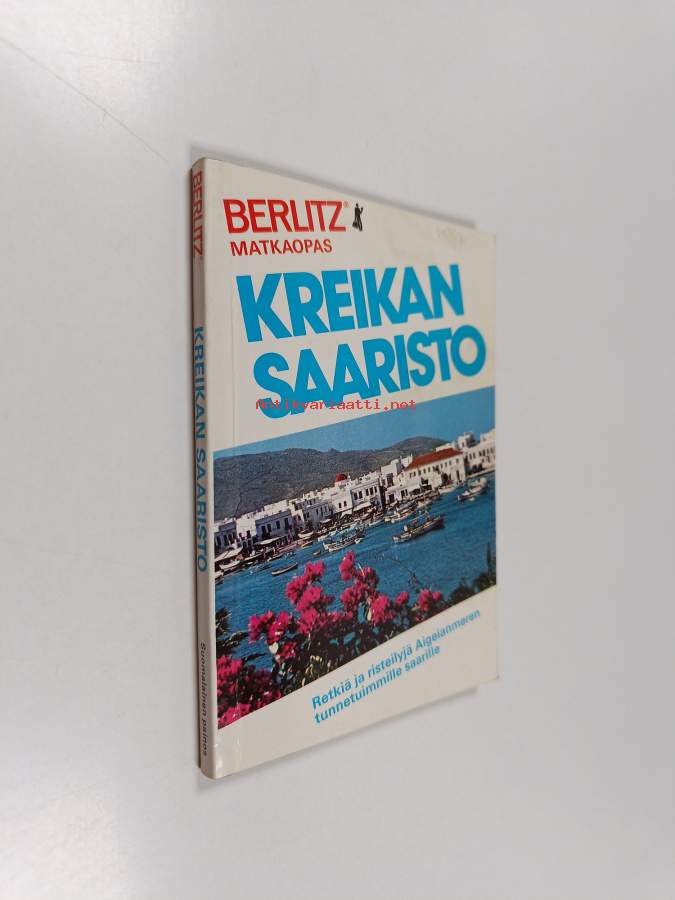 BERLITZ®
MATKAOPAS
KREIKAN
SAARISTO
Antikvariaatti.net
Retkiä ja risteilyjä Aigeianmeren
tunnetuimmille saarille
BERLITZ
KREIKAN SAARISTO
Suomalainen painos